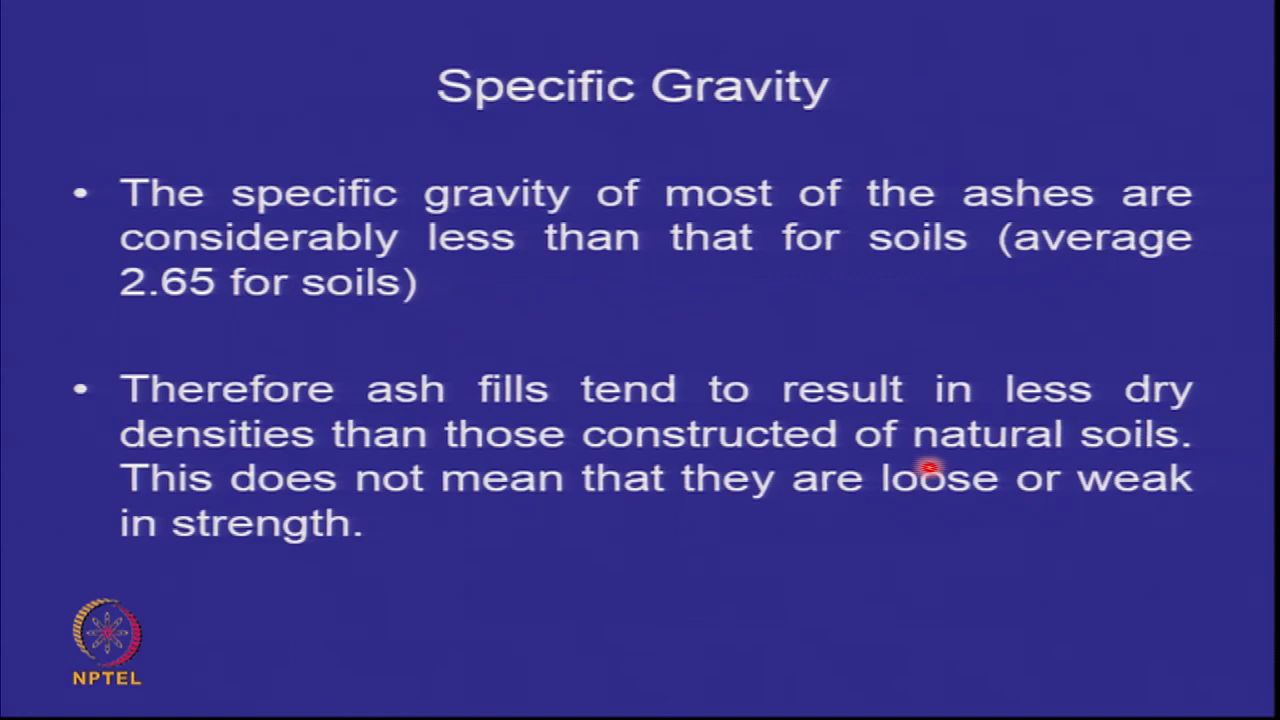 Specific Gravity
• The specific gravity of most of the ashes are
considerably less than that for soils (average
2.65 for soils)
• Therefore ash fills tend to result in less dry
densities than those constructed of natural soils.
This does not mean that they are loose or weak
in strength.
NPTEL